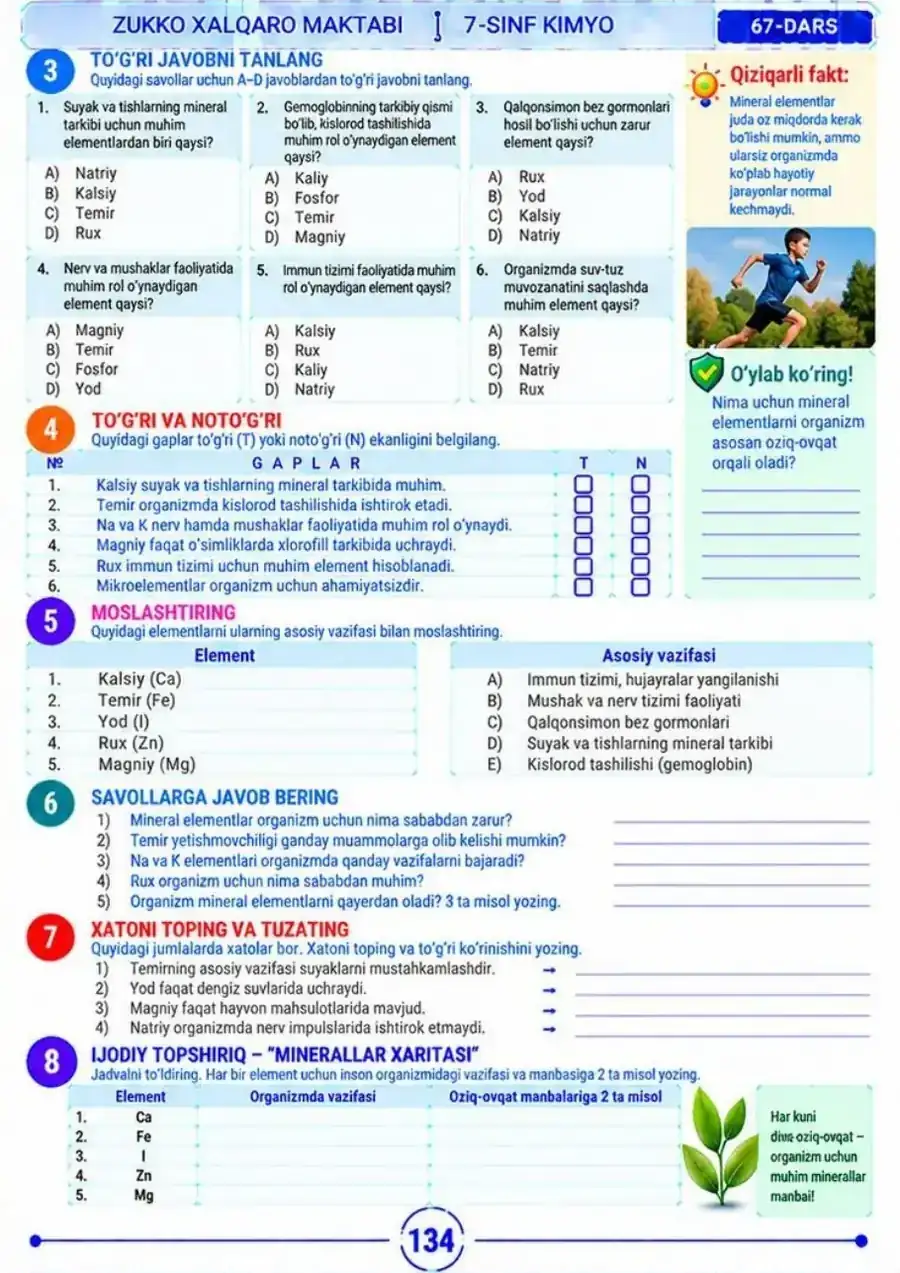 ZUKKO XALQARO MAKTABI
7-SINF KIMYO
67-DARS
3
TO'G'RI JAVOBNI TANLANG
Quyidagi savollar uchun A–D javoblardan to'g'ri javobni tanlang.
1. Suyak va tishlarning mineral
tarkibi uchun muhim
elementlardan biri qaysi?
A) Natriy
B) Kalsiy
C) Temir
D) Rux
2. Gemoglobinning tarkibiy qismi
bo'lib, kislorod tashilishida
muhim rol o'ynaydigan element
qaysi?
A) Kaliy
B) Fosfor
C) Temir
D) Magniy
3. Qalqonsimon bez gormonlari
hosil bo'lishi uchun zarur
element qaysi?
A) Rux
B) Yod
C) Kalsiy
D) Natriy
4. Nerv va mushaklar faoliyatida
muhim rol o'ynaydigan
element qaysi?
A) Magniy
B) Temir
C) Fosfor
D) Yod
5. Immun tizimi faoliyatida muhim
rol o'ynaydigan element qaysi?
A) Kalsiy
B) Rux
C) Kaliy
D) Natriy
6. Organizmda suv-tuz
muvozanatini saqlashda
muhim element qaysi?
A) Kalsiy
B) Temir
C) Natriy
D) Rux
Qiziqarli fakt:
Mineral elementlar
juda oz miqdorda kerak
bo'lishi mumkin, ammo
ularsiz organizmda
ko'plab hayotiy
jarayonlar normal
kechmaydi.
O'ylab ko'ring!
Nima uchun mineral
elementlarni organizm
asosan oziq-ovqat
orqali oladi?
4
TO'G'RI VA NOTO'G'RI
Quyidagi gaplar to'g'ri (T) yoki noto'g'ri (N) ekanligini belgilang.
№ GAPLAR T N
1. Kalsiy suyak va tishlarning mineral tarkibida muhim.
2. Temir organizmda kislorod tashilishida ishtirok etadi.
3. Na va K nerv hamda mushaklar faoliyatida muhim rol o'ynaydi.
4. Magniy faqat o'simliklarda xlorofill tarkibida uchraydi.
5. Rux immun tizimi uchun muhim element hisoblanadi.
6. Mikroelementlar organizm uchun ahamiyatsizdir.
5
MOSLASHTIRING
Quyidagi elementlarni ularning asosiy vazifasi bilan moslashtiring.
Element
1. Kalsiy (Ca)
2. Temir (Fe)
3. Yod (I)
4. Rux (Zn)
5. Magniy (Mg)
Asosiy vazifasi
A) Immun tizimi, hujayralar yangilanishi
B) Mushak va nerv tizimi faoliyati
C) Qalqonsimon bez gormonlari
D) Suyak va tishlarning mineral tarkibi
E) Kislorod tashilishi (gemoglobin)
6
SAVOLLARGA JAVOB BERING
1) Mineral elementlar organizm uchun nima sababdan zarur?
2) Temir yetishmovchiligi ganday muammolarga olib kelishi mumkin?
3) Na va K elementlari organizmda qanday vazifalarni bajaradi?
4) Rux organizm uchun nima sababdan muhim?
5) Organizm mineral elementlarni qayerdan oladi? 3 ta misol yozing.
7
XATONI TOPING VA TUZATING
Quyidagi jumlalarda xatolar bor. Xatoni toping va to'g'ri ko'rinishini yozing.
1) Temirning asosiy vazifasi suyaklarni mustahkamlashdir. →
2) Yod faqat dengiz suvlarida uchraydi. →
3) Magniy faqat hayvon mahsulotlarida mavjud. →
4) Natriy organizmda nerv impulslarida ishtirok etmaydi. →
8
IJODIY TOPSHIRIQ – "MINERALLAR XARITASI"
Jadvalni to'ldiring. Har bir element uchun inson organizmidagi vazifasi va manbasiga 2 ta misol yozing.
Element Organizmda vazifasi Oziq-ovqat manbalariga 2 ta misol
1. Ca
2. Fe
3. I
4. Zn
5. Mg
Har kuni
oziq-ovqat –
organizm uchun
muhim minerallar
manbai!
134